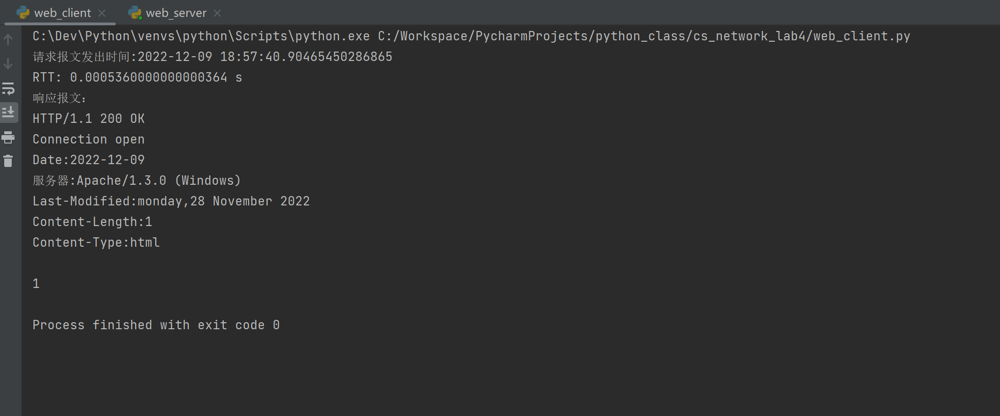 web_client web_server
C:\Dev\Python\venvs\python\Scripts\python.exe C:/Workspace/PycharmProjects/python_class/cs_network_lab4/web_client.py
请求报文发出时间:2022-12-09 18:57:40.90465450286865
RTT: 0.0005360000000000364 s
响应报文:
HTTP/1.1 200 OK
Connection open
Date:2022-12-09
服务器:Apache/1.3.0 (Windows)
Last-Modified:monday,28 November 2022
Content-Length:1
Content-Type:html
1
Process finished with exit code 0